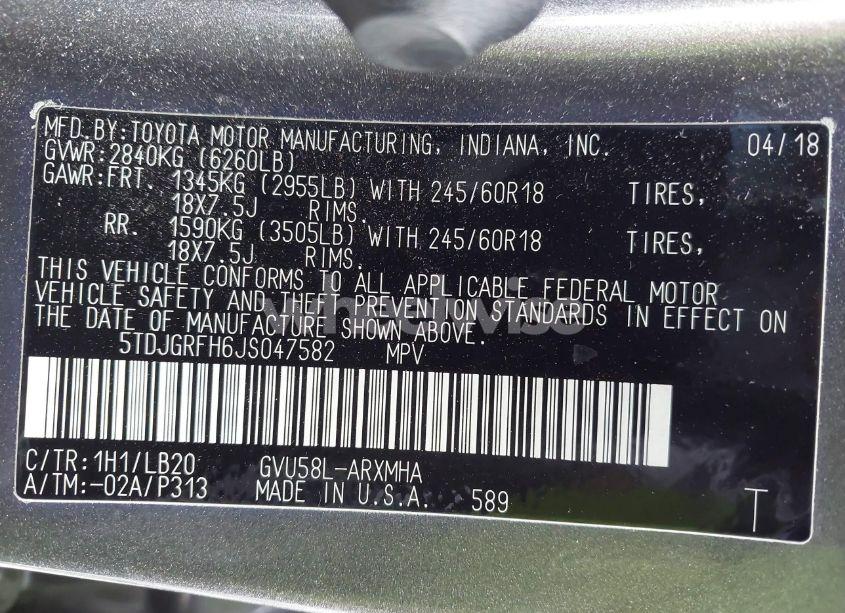 MFD.BY:TOYOTA MOTOR MANUFACTURING, INDIANA, INC. 04/18
GVWR:2840KG (6260LB)
GAWR:FRT. 1345KG (2955LB) WITH 245/60R18 TIRES,
18X7.5J RIMS.
RR. 1590KG (3505LB) WITH 245/60R18 TIRES,
18X7.5J RIMS.
THIS VEHICLE CONFORMS TO ALL APPLICABLE FEDERAL MOTOR
VEHICLE SAFETY AND THEFT PREVENTION STANDARDS IN EFFECT ON
THE DATE OF MANUFACTURE SHOWN ABOVE.
5TDJGRFH6JS047582 MPV
C/TR:1H1/LB20 GVU58L-ARXMHA
A/TM:-02A/P313 MADE IN U.S.A. 589 T